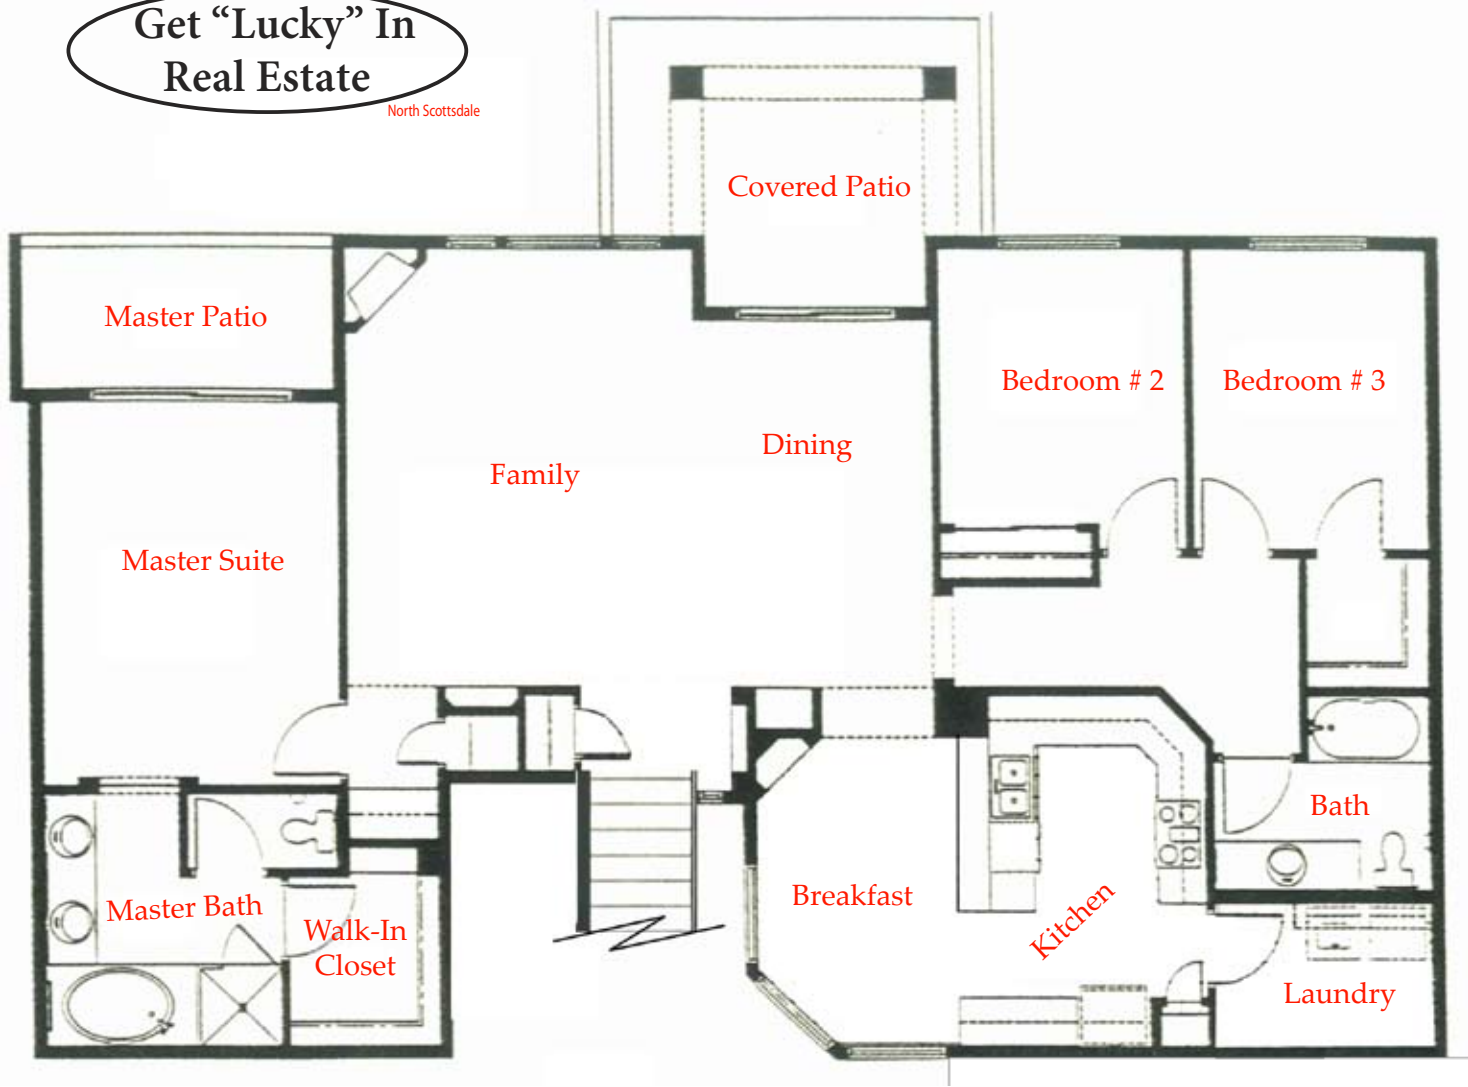 Get “Lucky” In
Real Estate
North Scottsdale
Covered Patio
Master Patio
Bedroom # 2
Bedroom # 3
Dining
Family
Master Suite
Bath
Breakfast
Kitchen
Master Bath
Walk-In
Closet
Laundry